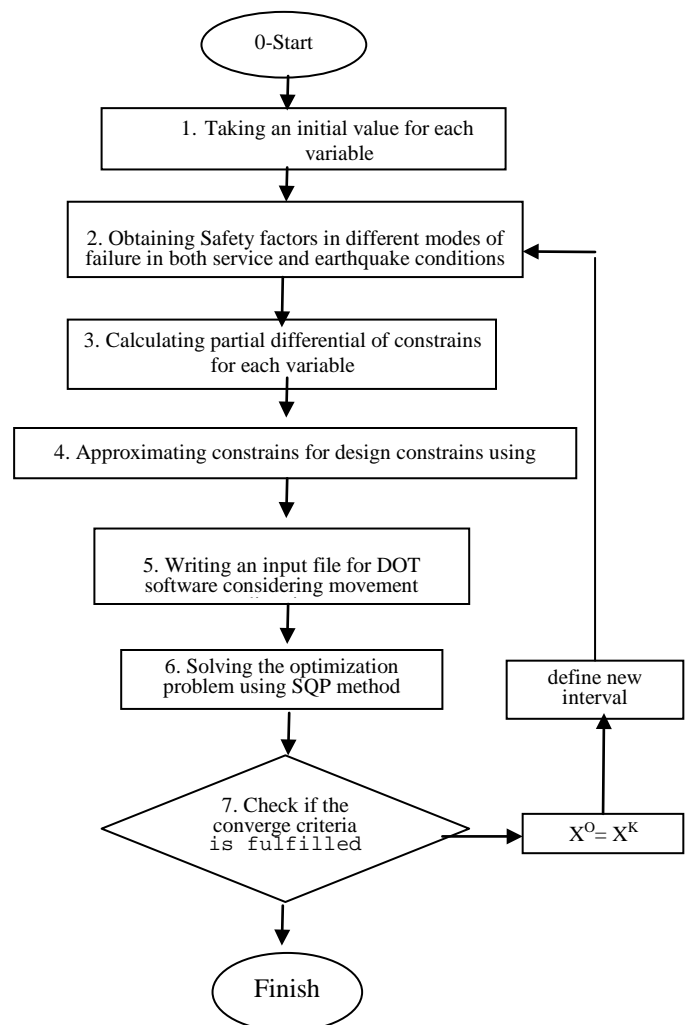 0-Start
1. Taking an initial value for each
variable
2. Obtaining Safety factors in different modes of
failure in both service and earthquake conditions
3. Calculating partial differential of constrains
for each variable
4. Approximating constrains for design constrains using
5. Writing an input file for DOT
software considering movement
6. Solving the optimization
problem using SQP method
define new
interval
7. Check if the
converge criteria
is fulfilled
X^O= X^K
Finish